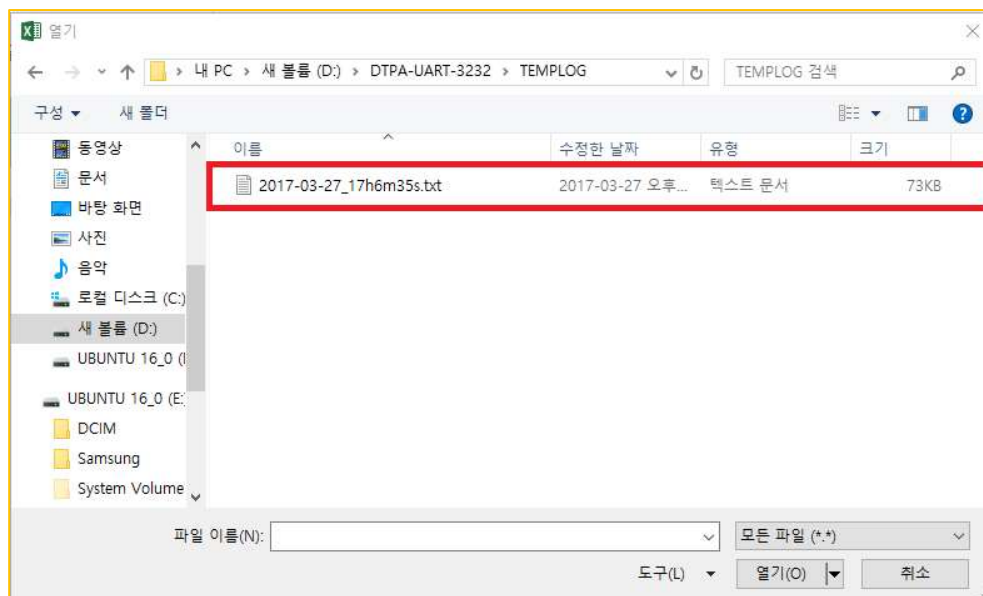 열기
내 PC > 새 볼륨 (D:) > DTPA-UART-3232 > TEMPLOG
TEMPLOG 검색
구성
새 폴더
이름 수정한 날짜 유형 크기
2017-03-27_17h6m35s.txt 2017-03-27 오후... 텍스트 문서 73KB
동영상
문서
바탕 화면
사진
음악
로컬 디스크 (C:)
새 볼륨 (D:)
UBUNTU 16_0 (
UBUNTU 16_0 (E:
DCIM
Samsung
System Volume
파일 이름(N):
모든 파일 (*.*)
도구(L) 열기(O) 취소